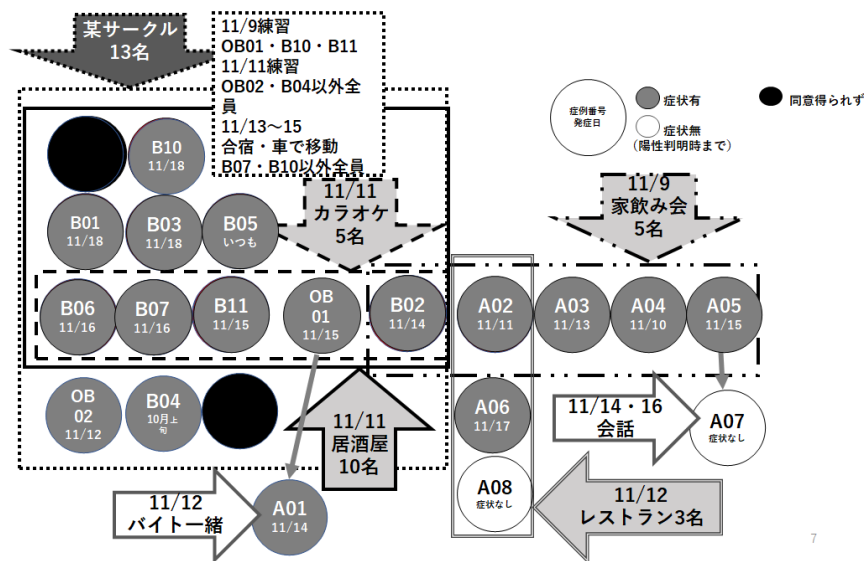 某サークル
13名
11/9練習
OB01・B10・B11
11/11練習
OB02・B04以外全
員
11/13～15
合宿・車で移動
B07・B10以外全員
症例番号
発症日
症状有
症状無
（陽性判明時まで）
同意得られず
B10
11/18
11/11
カラオケ
5名
11/9
家飲み会
5名
B01
11/18
B03
11/18
B05
いつも
B06
11/16
B07
11/16
B11
11/15
OB
01
11/15
B02
11/14
A02
11/11
A03
11/13
A04
11/10
A05
11/15
OB
02
11/12
B04
10月上
旬
11/11
居酒屋
10名
A06
11/17
11/14・16
会話
A07
症状なし
A08
症状なし
11/12
バイト一緒
A01
11/14
11/12
レストラン3名
7